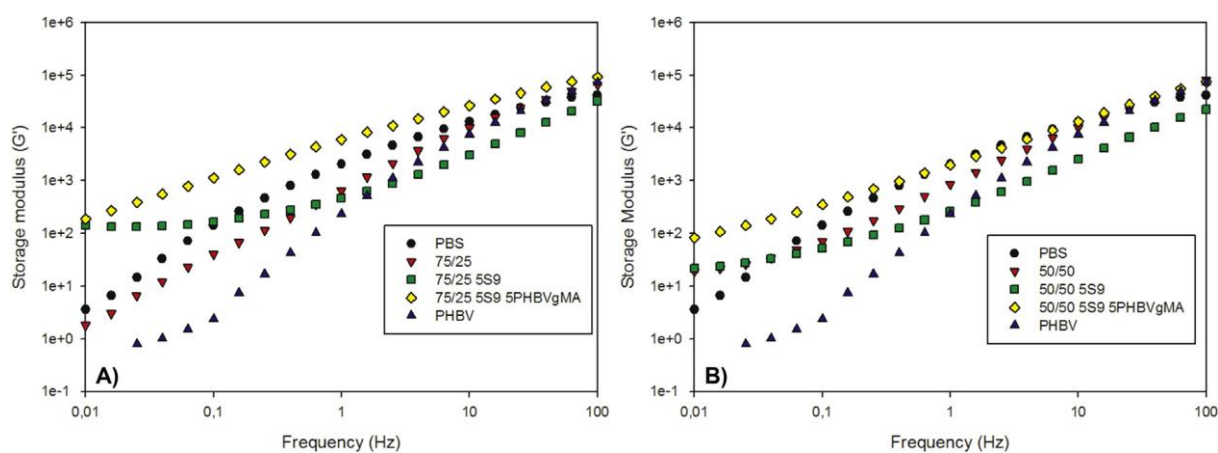 1e+6
1e+5
1e+4
1e+3
1e+2
1e+1
1e+0
1e-1
Storage modulus (G')
PBS
75/25
75/25 5S9
75/25 5S9 5PHBVgMA
PHBV
A)
0,01
0,1
1
10
100
Frequency (Hz)
1e+6
1e+5
1e+4
1e+3
1e+2
1e+1
1e+0
1e-1
Storage Modulus (G')
PBS
50/50
50/50 5S9
50/50 5S9 5PHBVgMA
PHBV
B)
0,01
0,1
1
10
100
Frequency (Hz)